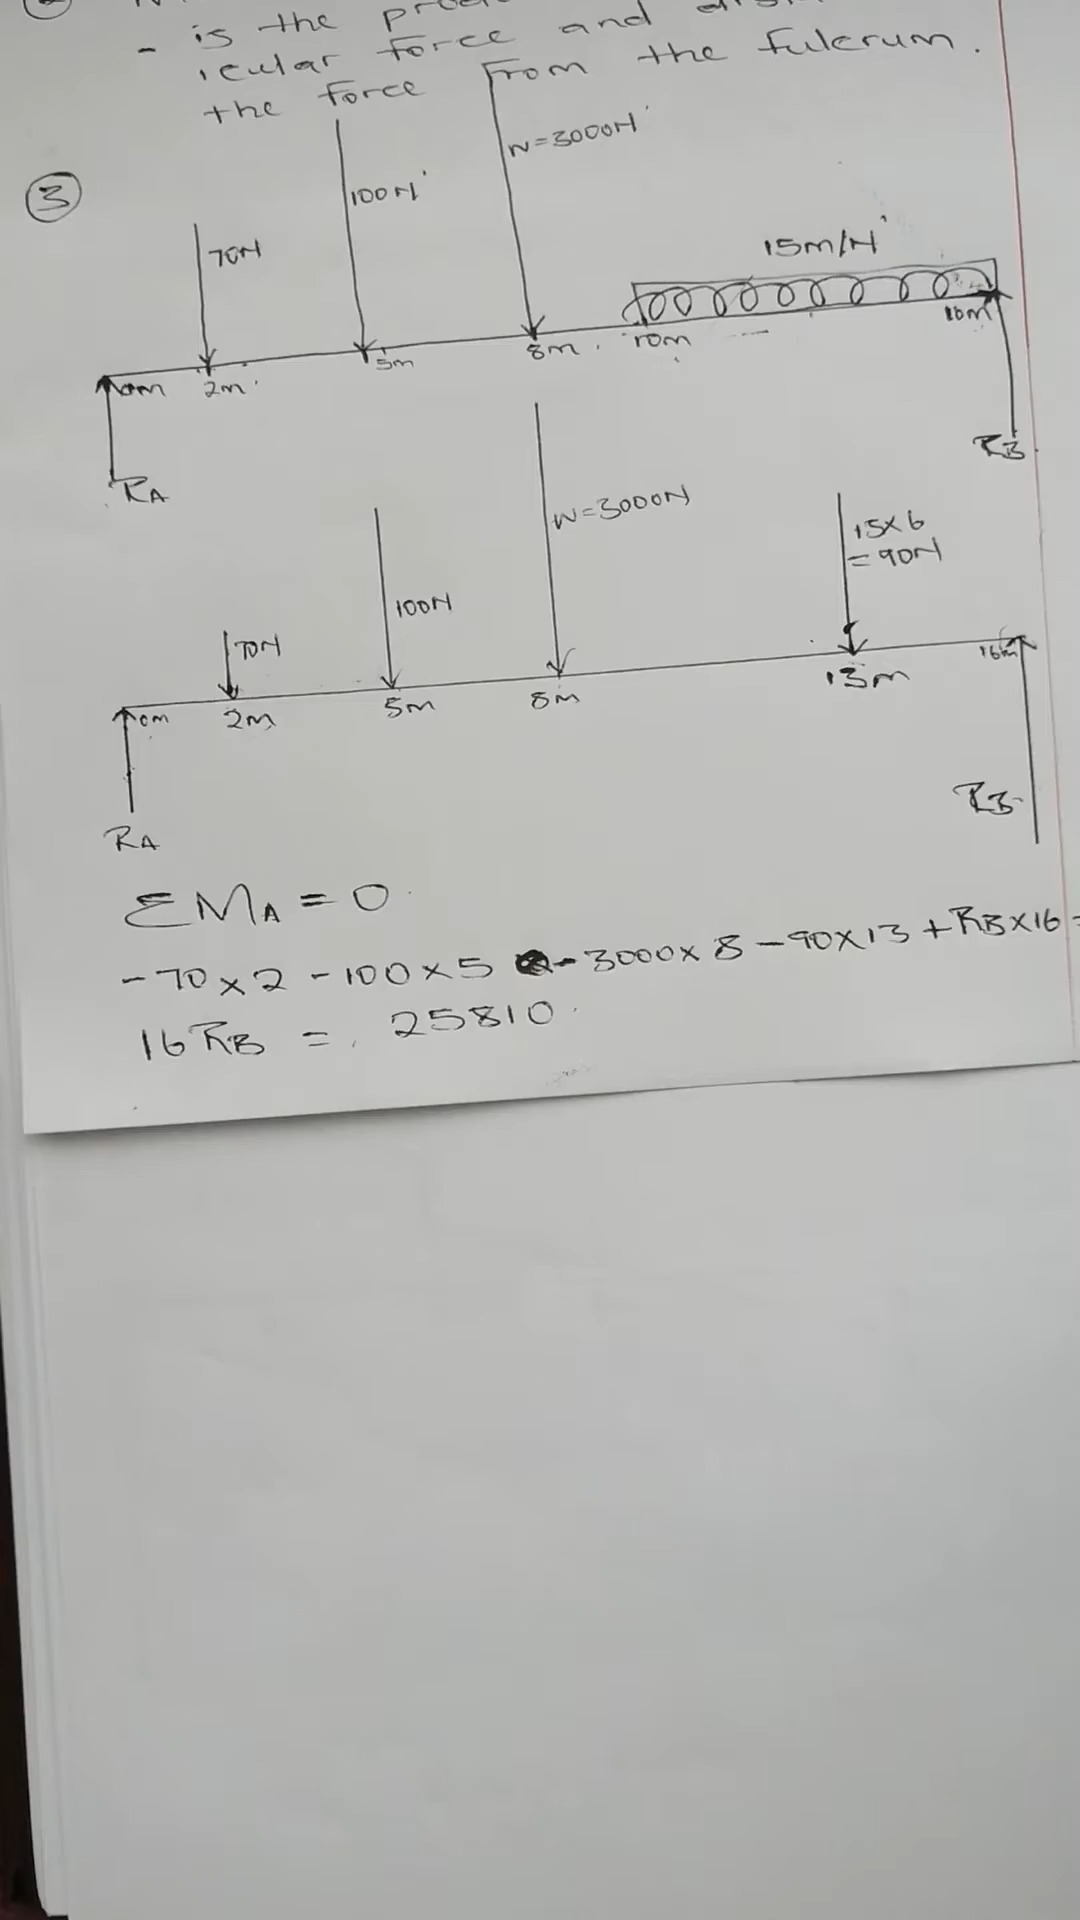 - is the
icular force and
the force from the fulcrum.
3
W=3000N
100N
70N
15m/N
0m 2m 5m 8m 10m 16m
RA RB
W=3000N
15x6
=90N
100N
70N
0m 2m 5m 8m 13m 16m
RA RB
ΣMA = 0
-70x2 -100x5 -3000x8 -90x13 +RBx16=
16RB = 25810